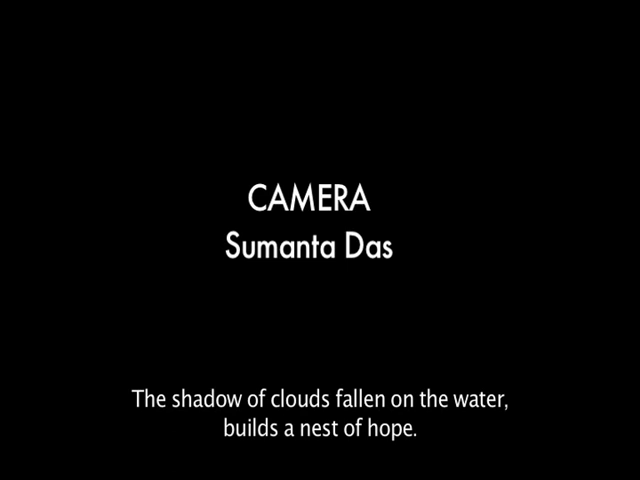 CAMERA
Sumanta Das
The shadow of clouds fallen on the water,
builds a nest of hope.